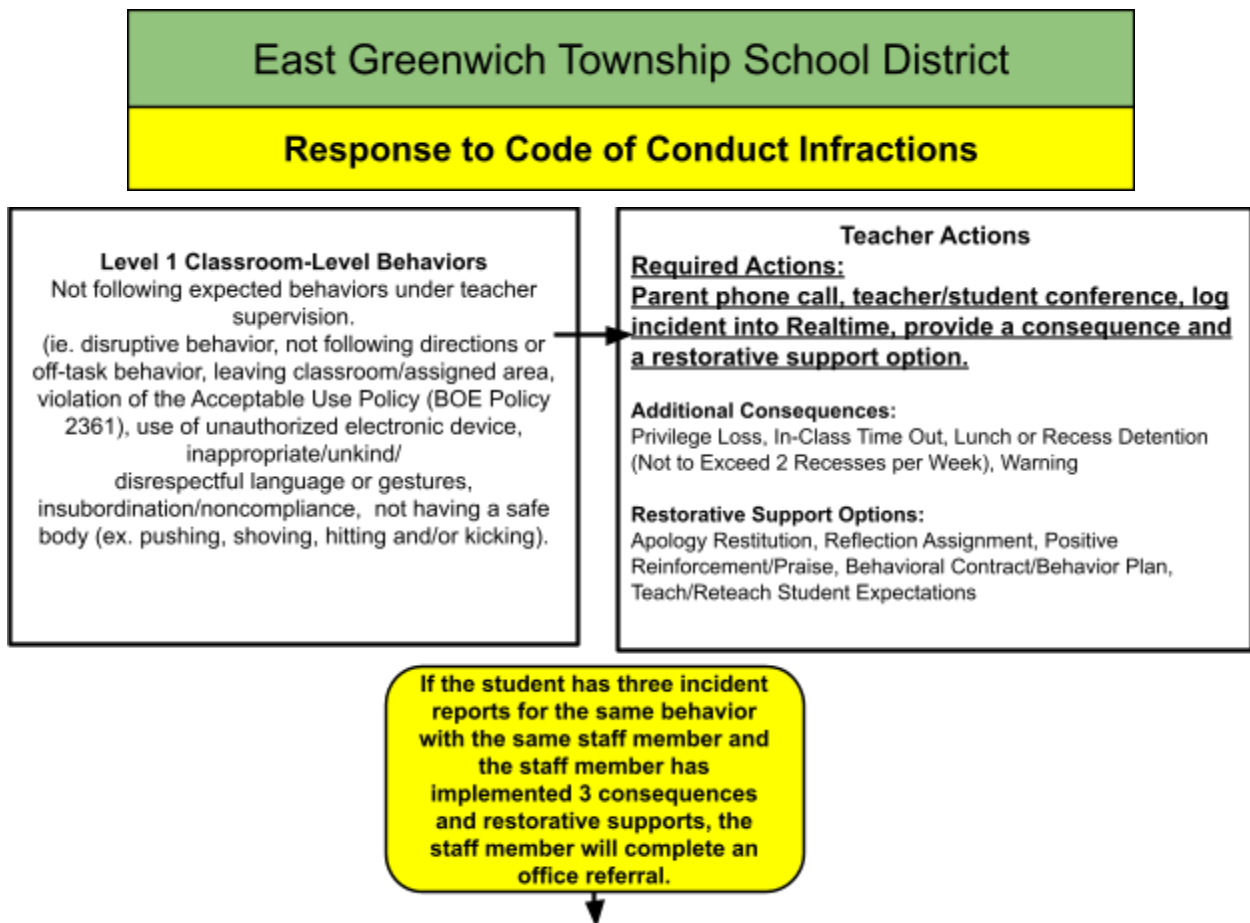 East Greenwich Township School District
Response to Code of Conduct Infractions
Level 1 Classroom-Level Behaviors
Not following expected behaviors under teacher
supervision.
(ie. disruptive behavior, not following directions or
off-task behavior, leaving classroom/assigned area,
violation of the Acceptable Use Policy (BOE Policy
2361), use of unauthorized electronic device,
inappropriate/unkind/
disrespectful language or gestures,
insubordination/noncompliance, not having a safe
body (ex. pushing, shoving, hitting and/or kicking).
Teacher Actions
Required Actions:
Parent phone call, teacher/student conference, log
incident into Realtime, provide a consequence and
a restorative support option.
Additional Consequences:
Privilege Loss, In-Class Time Out, Lunch or Recess Detention
(Not to Exceed 2 Recesses per Week), Warning
Restorative Support Options:
Apology Restitution, Reflection Assignment, Positive
Reinforcement/Praise, Behavioral Contract/Behavior Plan,
Teach/Reteach Student Expectations
If the student has three incident
reports for the same behavior
with the same staff member and
the staff member has
implemented 3 consequences
and restorative supports, the
staff member will complete an
office referral.